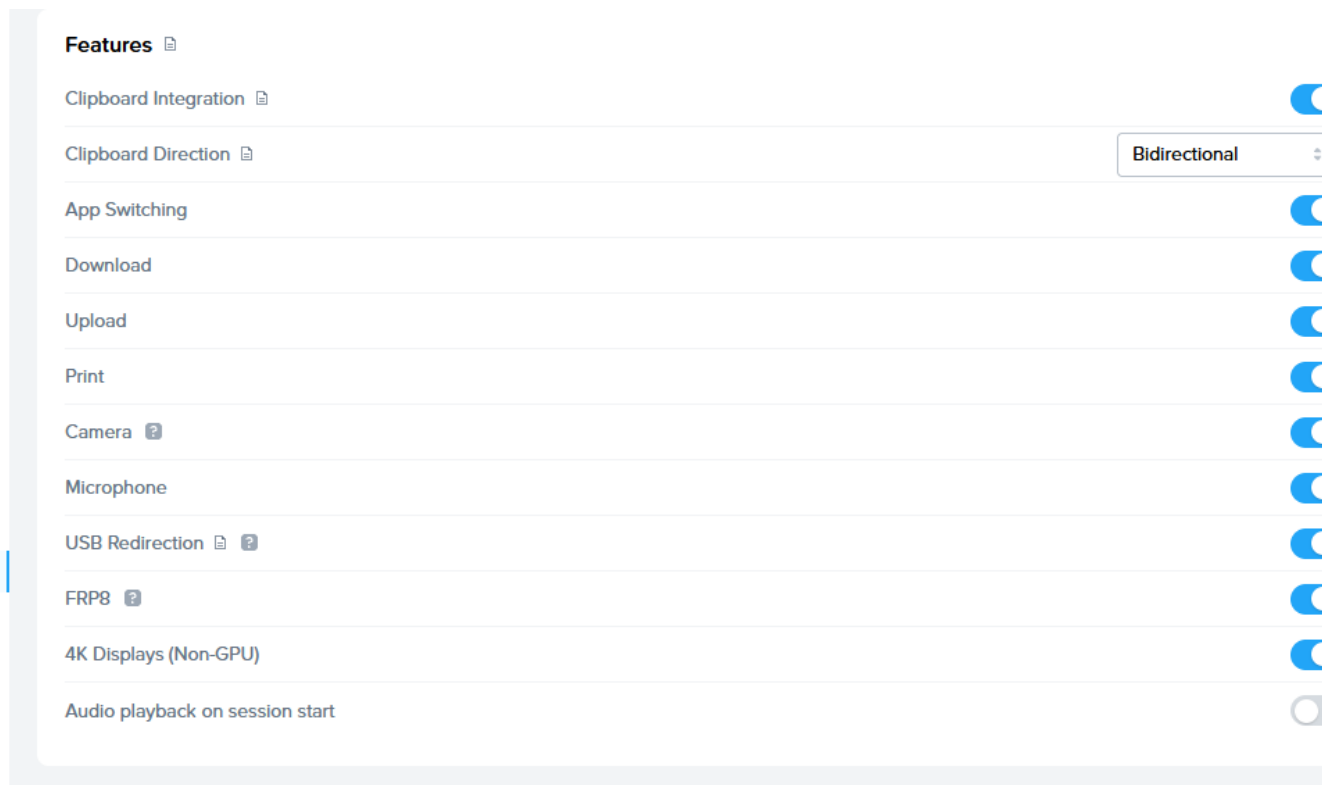 Features
Clipboard Integration
Clipboard Direction
Bidirectional
App Switching
Download
Upload
Print
Camera ?
Microphone
USB Redirection ?
FRP8 ?
4K Displays (Non-GPU)
Audio playback on session start